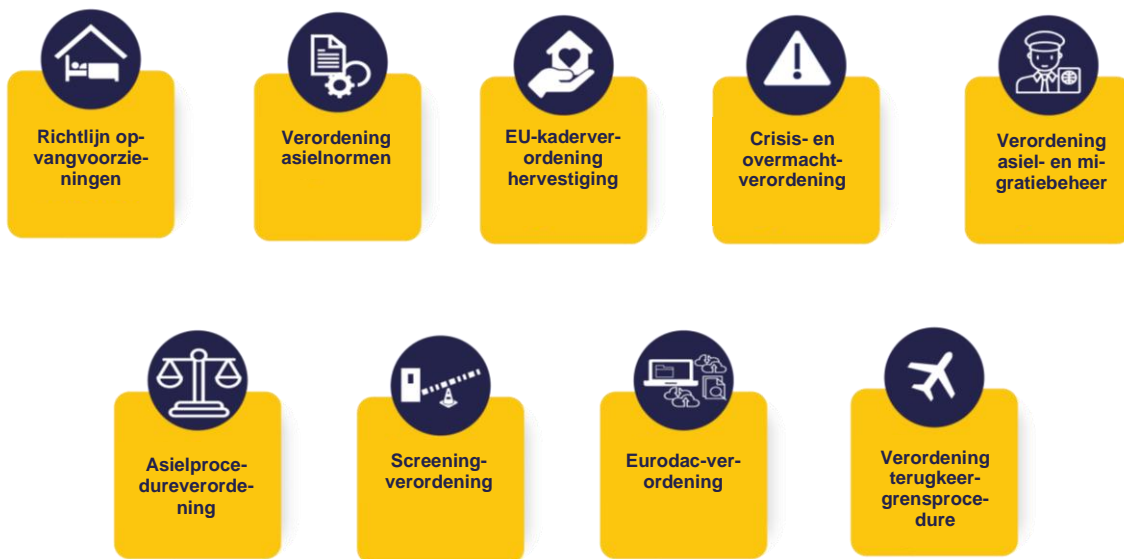 Richtlijn op-
vangvoorzie-
ningen
Verordening
asielnormen
EU-kaderver-
ordening
hervestiging
Crisis- en
overmacht-
verordening
Verordening
asiel- en mi-
gratiebeheer
Asielproce-
dureverorde-
ning
Screening-
verordening
Eurodac-ver-
ordening
Verordening
terugkeer-
grensproce-
dure